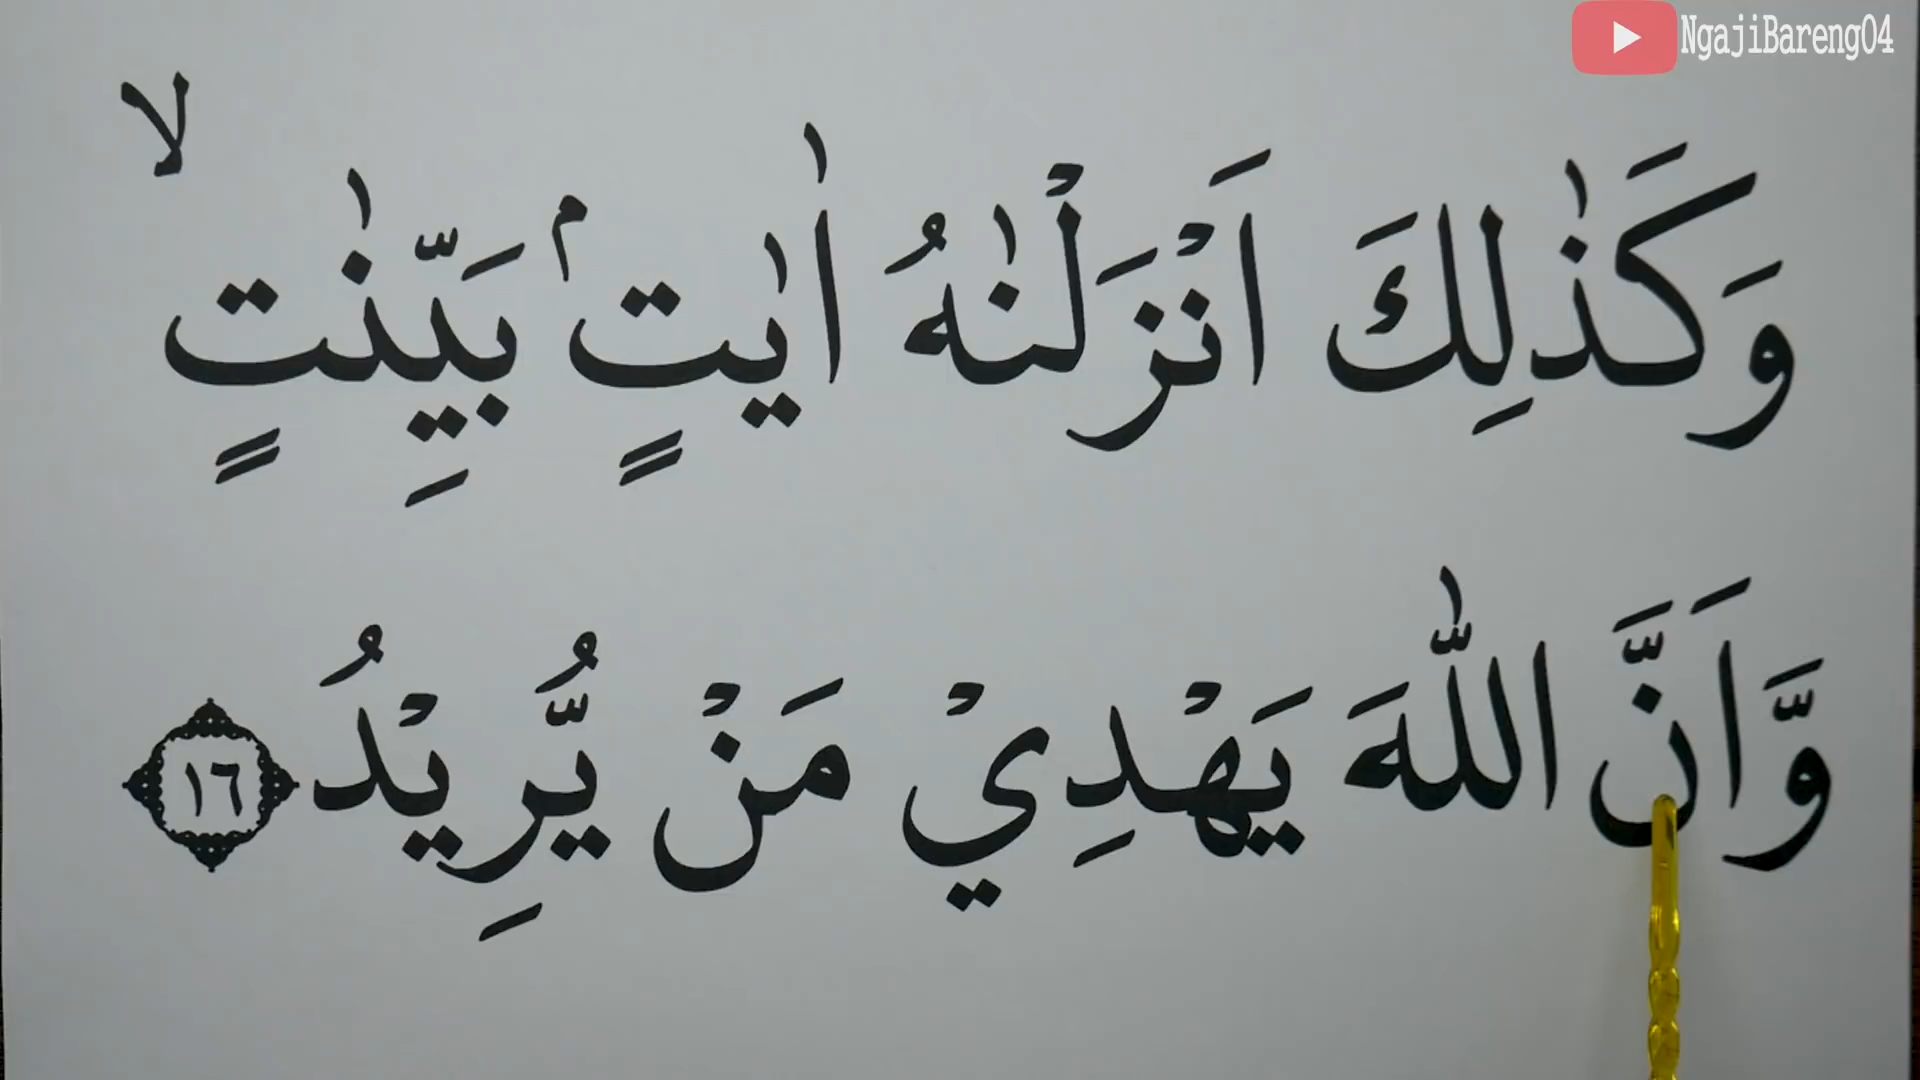 NgajiBareng04
وَكَذٰلِكَ اَنْزَلْنٰهُ اٰيٰتٍۢ بَيِّنٰتٍۙ
وَّاَنَّ اللّٰهَ يَهْدِيْ مَنْ يُّرِيْدُ ١٦